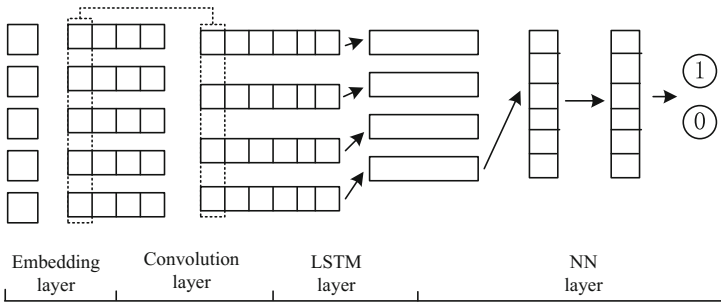 1
0
Embedding
layer
Convolution
layer
LSTM
layer
NN
layer